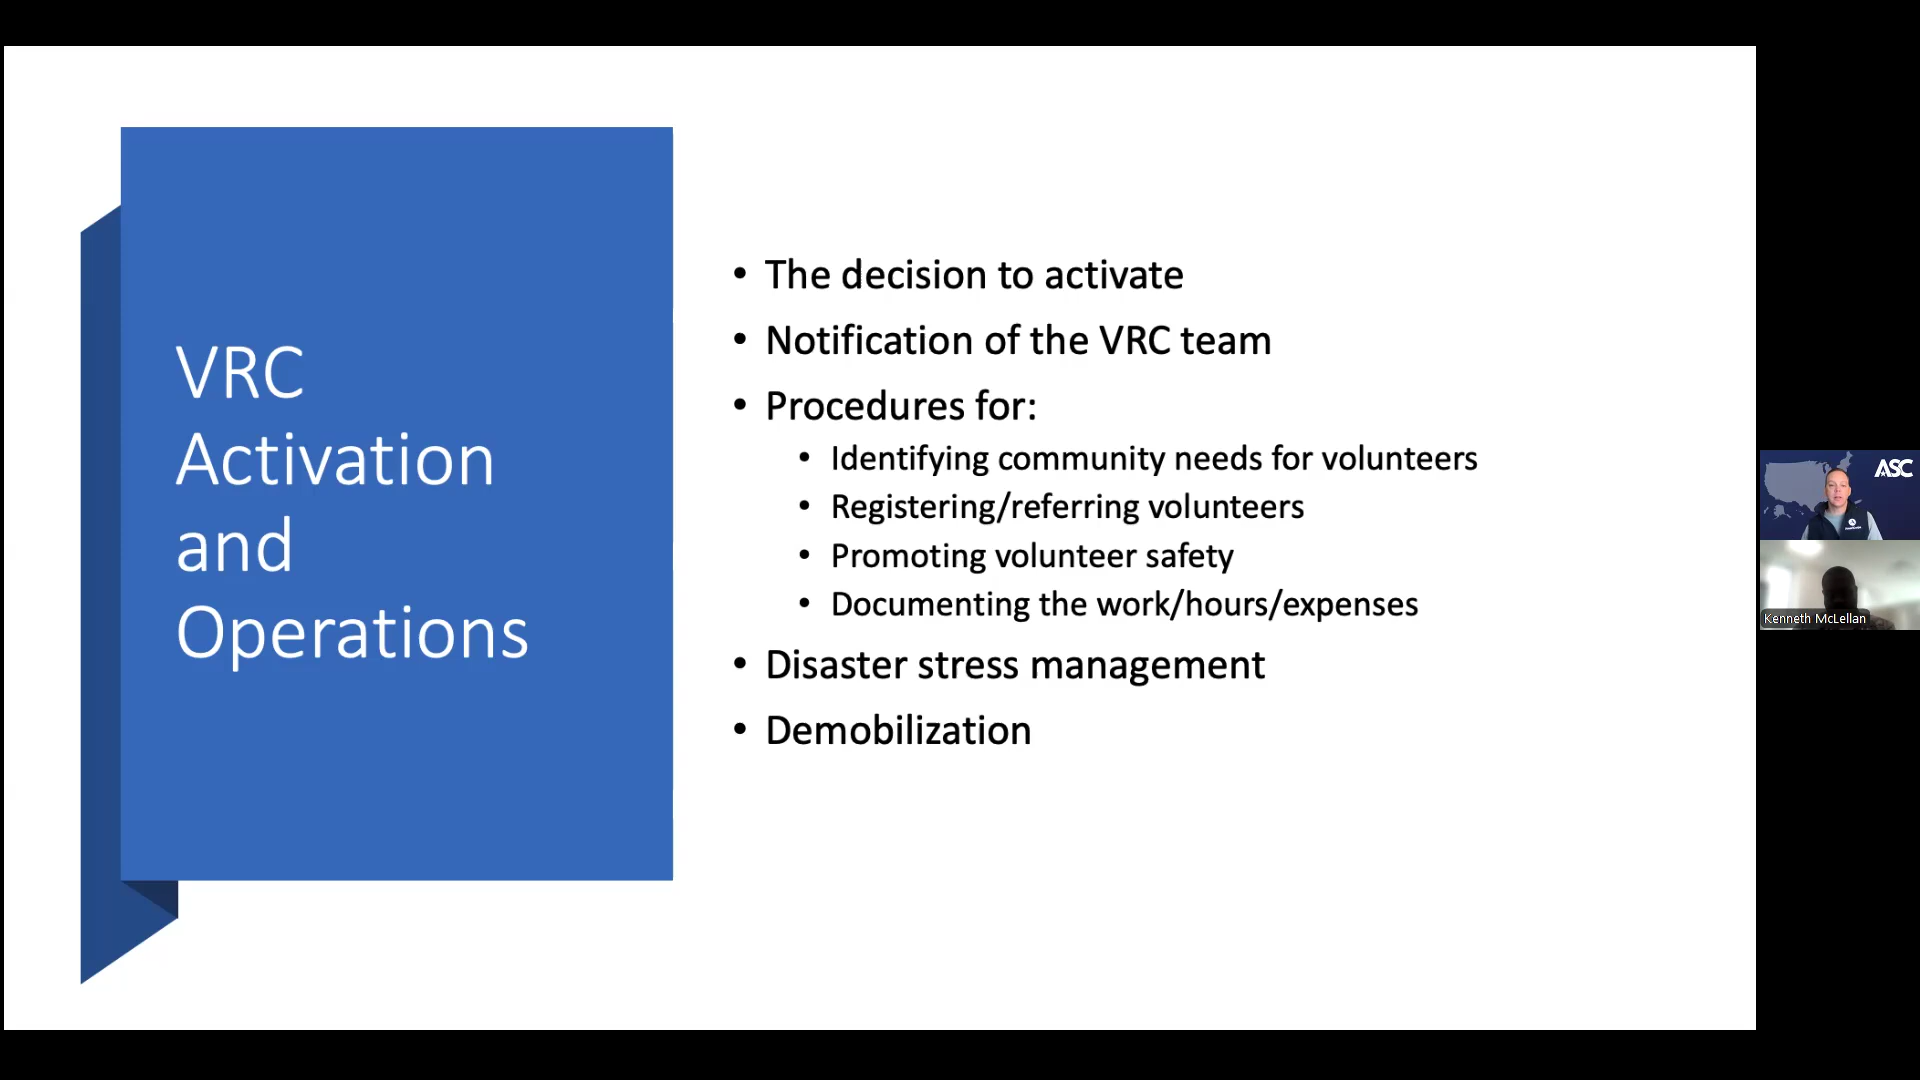 VRC
Activation
and
Operations
• The decision to activate
• Notification of the VRC team
• Procedures for:
• Identifying community needs for volunteers
• Registering/referring volunteers
• Promoting volunteer safety
• Documenting the work/hours/expenses
• Disaster stress management
• Demobilization
ASC
Kenneth McLellan